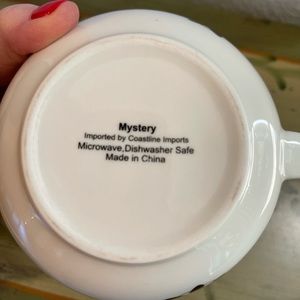 Mystery
Imported by Coastline Imports
Microwave,Dishwasher Safe
Made in China